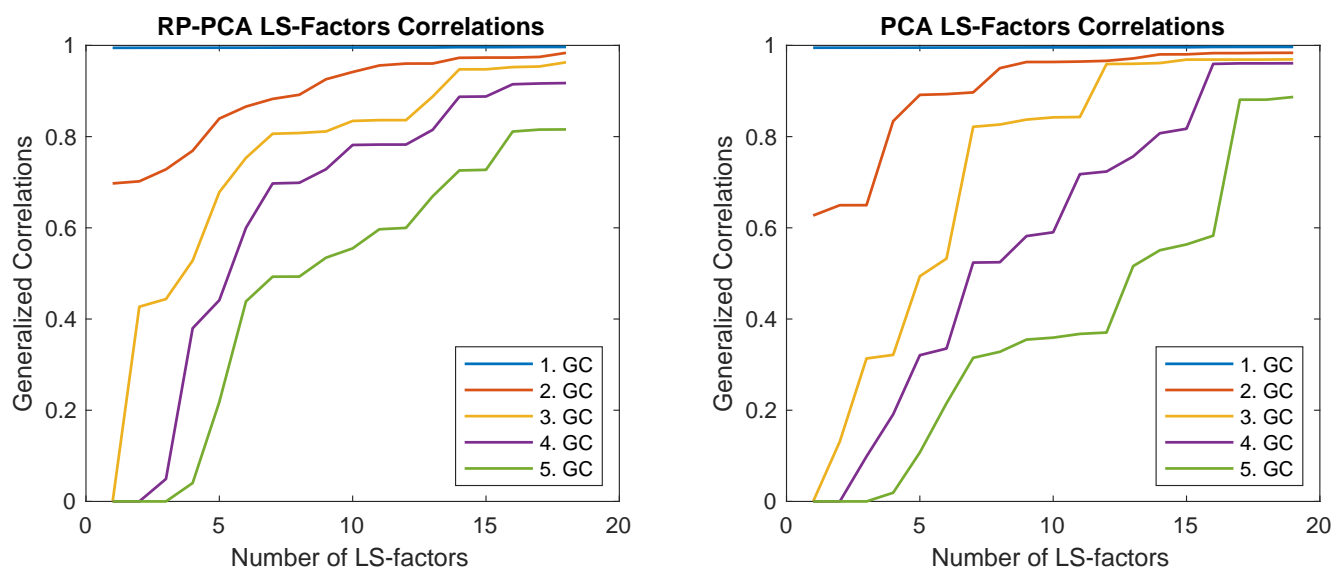 RP-PCA LS-Factors Correlations
1
0.8
0.6
0.4
0.2
0
Generalized Correlations
1. GC
2. GC
3. GC
4. GC
5. GC
0
5
10
15
20
Number of LS-factors
PCA LS-Factors Correlations
1
0.8
0.6
0.4
0.2
0
Generalized Correlations
1. GC
2. GC
3. GC
4. GC
5. GC
0
5
10
15
20
Number of LS-factors